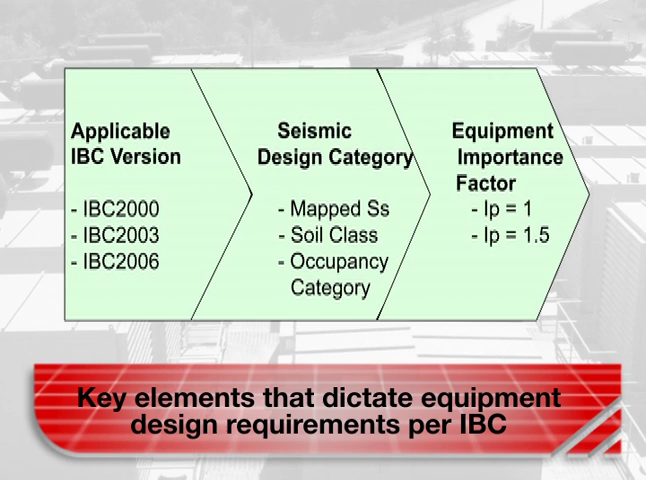 Applicable
IBC Version
- IBC2000
- IBC2003
- IBC2006
Seismic
Design Category
- Mapped Ss
- Soil Class
- Occupancy
Category
Equipment
Importance
Factor
- Ip = 1
- Ip = 1.5
Key elements that dictate equipment
design requirements per IBC